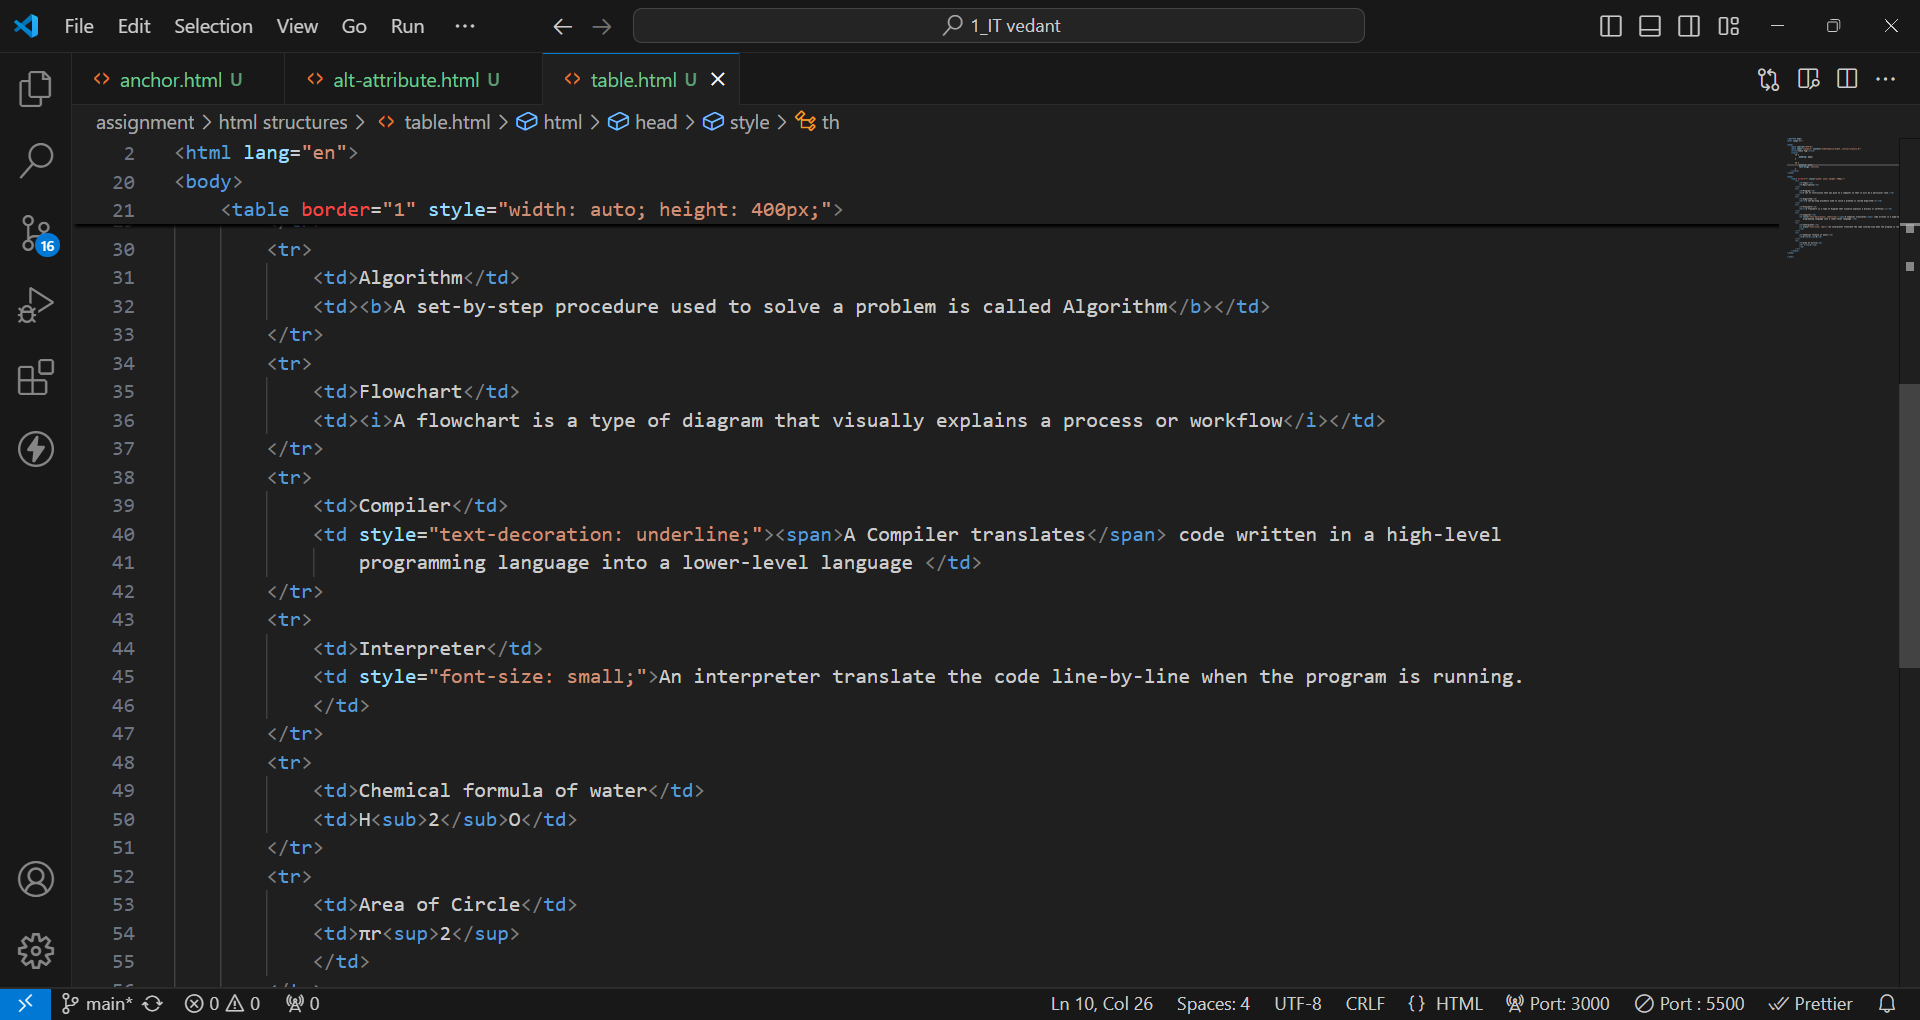 File Edit Selection View Go Run ··· 1_IT vedant
anchor.html U alt-attribute.html U table.html U
assignment > html structures > table.html > html > head > style > th
2 <html lang="en">
20 <body>
21 <table border="1" style="width: auto; height: 400px;">
30 <tr>
31 <td>Algorithm</td>
32 <td><b>A set-by-step procedure used to solve a problem is called Algorithm</b></td>
33 </tr>
34 <tr>
35 <td>Flowchart</td>
36 <td><i>A flowchart is a type of diagram that visually explains a process or workflow</i></td>
37 </tr>
38 <tr>
39 <td>Compiler</td>
40 <td style="text-decoration: underline;"><span>A Compiler translates</span> code written in a high-level
41 programming language into a lower-level language </td>
42 </tr>
43 <tr>
44 <td>Interpreter</td>
45 <td style="font-size: small;">An interpreter translate the code line-by-line when the program is running.
46 </td>
47 </tr>
48 <tr>
49 <td>Chemical formula of water</td>
50 <td>H<sub>2</sub>O</td>
51 </tr>
52 <tr>
53 <td>Area of Circle</td>
54 <td>πr<sup>2</sup>
55 </td>
16
main* 0 0 0 Ln 10, Col 26 Spaces: 4 UTF-8 CRLF {} HTML Port: 3000 Port : 5500 Prettier